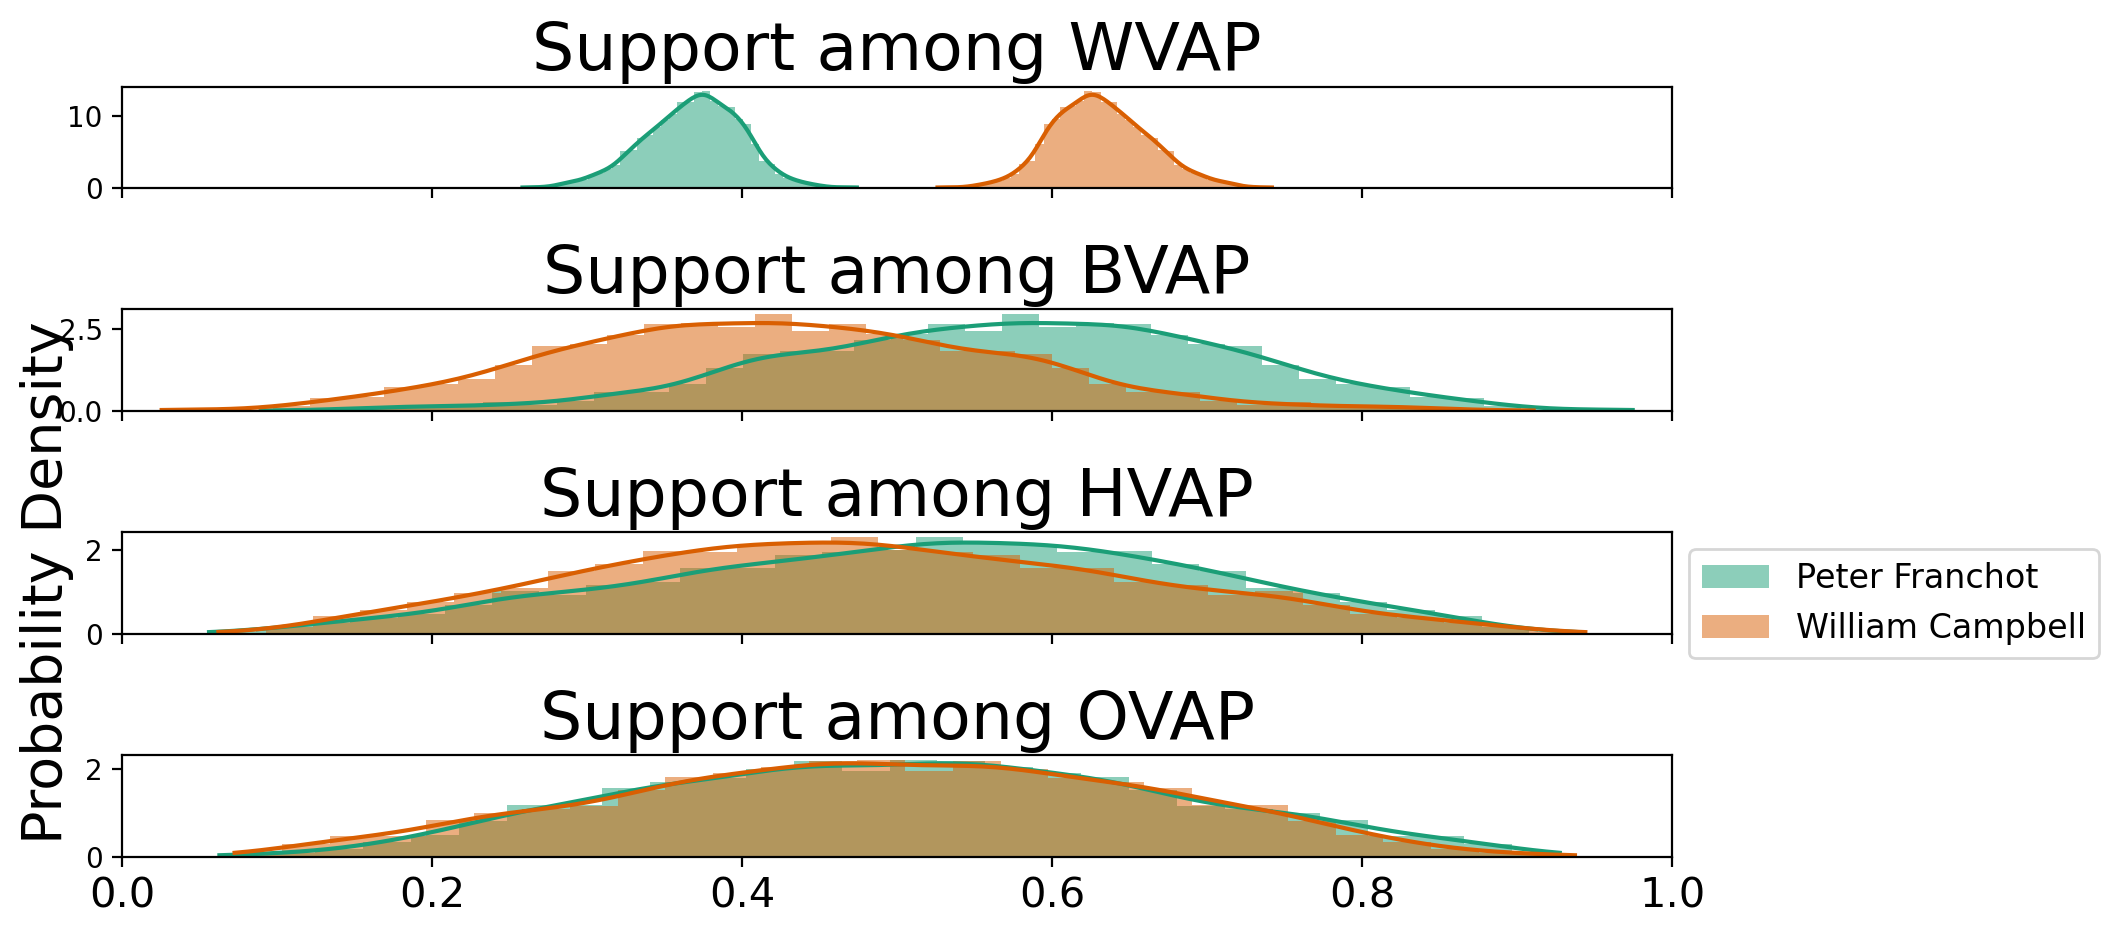 Support among WVAP
10
0
Support among BVAP
2.5
0.0
Support among HVAP
2
0
Support among OVAP
2
0
0.0 0.2 0.4 0.6 0.8 1.0
Probability Density
Peter Franchot
William Campbell